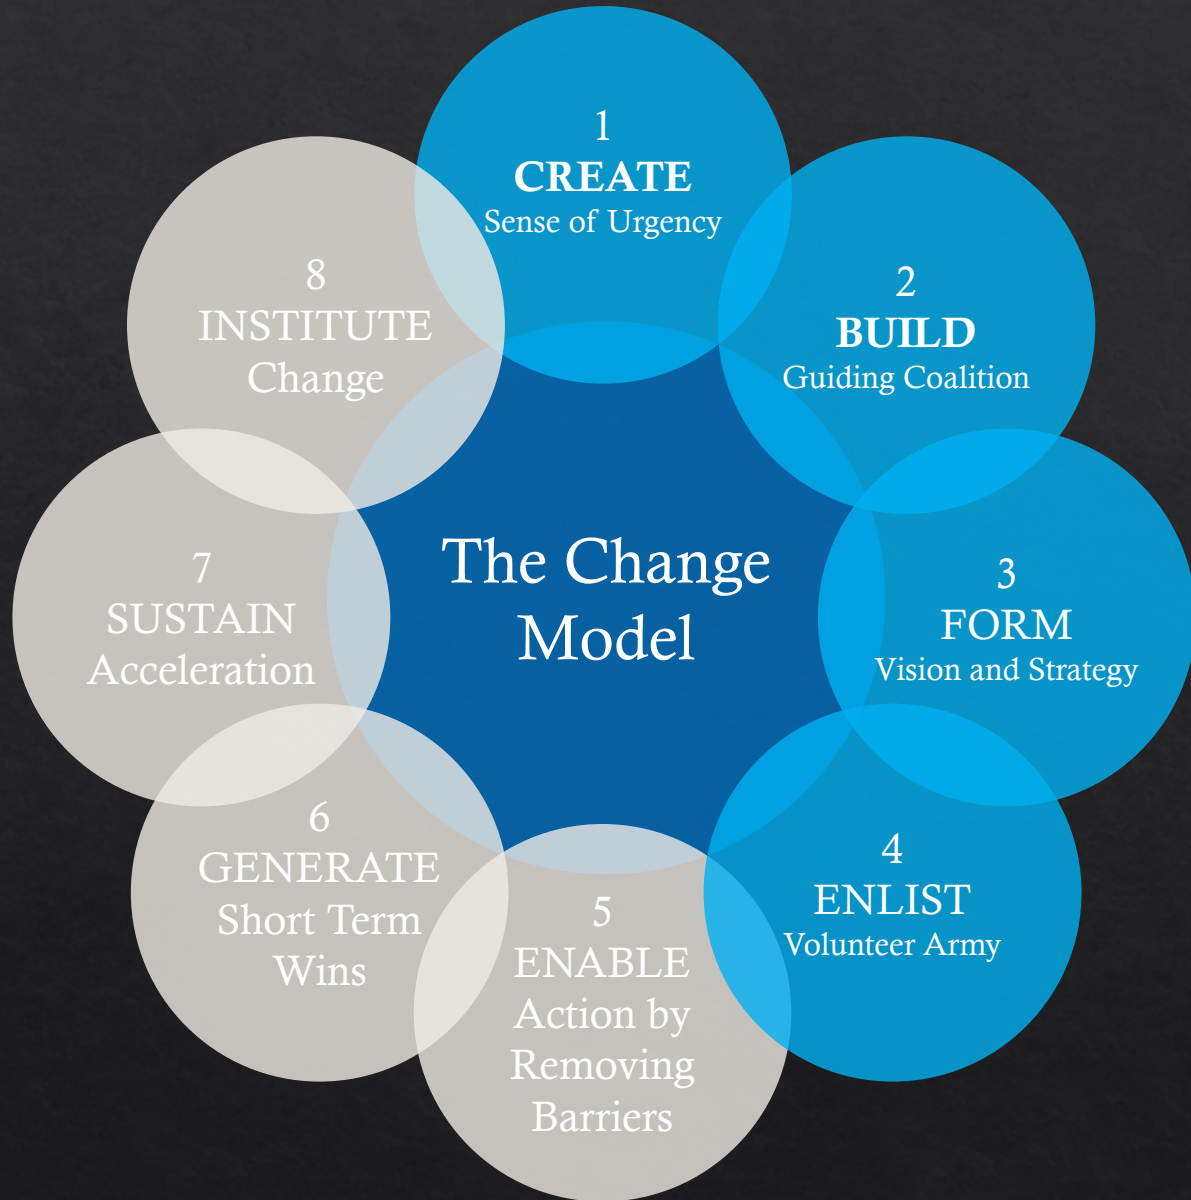 The Change
Model
1
CREATE
Sense of Urgency
2
BUILD
Guiding Coalition
3
FORM
Vision and Strategy
4
ENLIST
Volunteer Army
5
ENABLE
Action by
Removing
Barriers
6
GENERATE
Short Term
Wins
7
SUSTAIN
Acceleration
8
INSTITUTE
Change